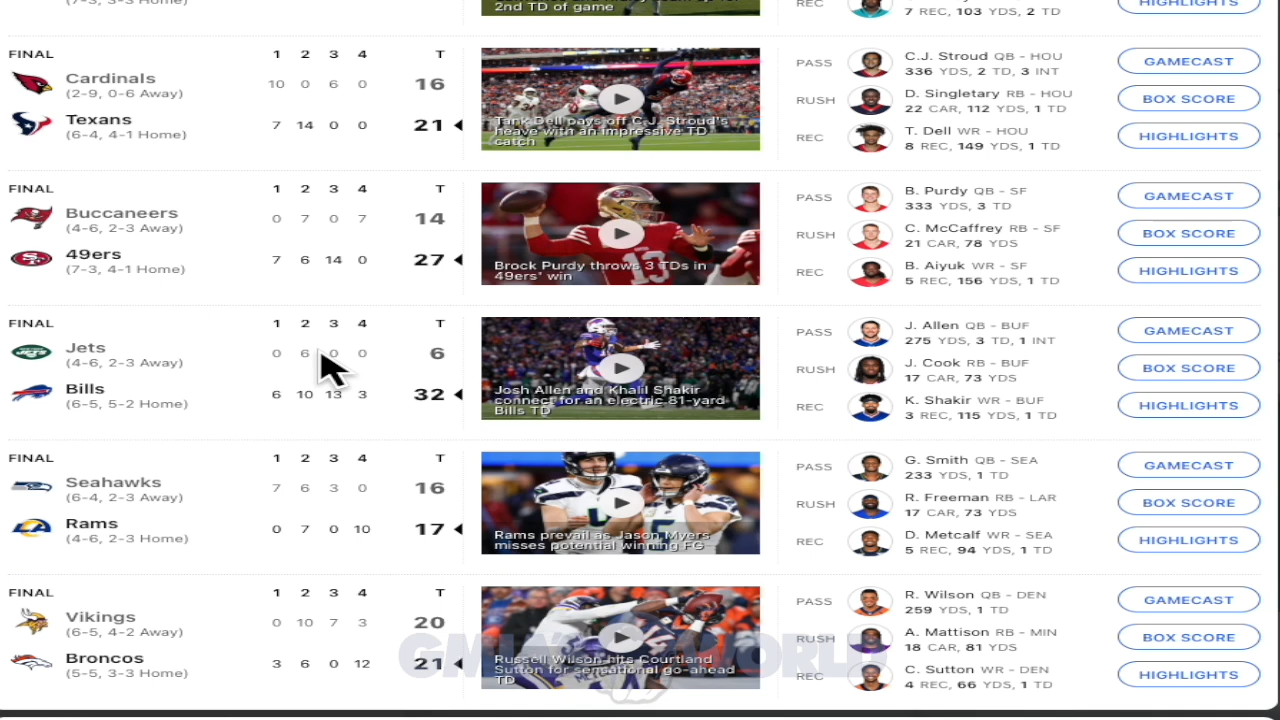 2nd TD of game
REC
7 REC, 103 YDS, 2 TD
HIGHLIGHTS
FINAL 1 2 3 4 T
Cardinals 10 0 6 0 16
(2-9, 0-6 Away)
Texans 7 14 0 0 21
(6-4, 4-1 Home)
Tank Dell pays off C.J. Stroud's
heave with an impressive TD
catch
PASS C.J. Stroud QB - HOU
336 YDS, 2 TD, 3 INT
RUSH D. Singletary RB - HOU
22 CAR, 112 YDS, 1 TD
REC T. Dell WR - HOU
8 REC, 149 YDS, 1 TD
GAMECAST
BOX SCORE
HIGHLIGHTS
FINAL 1 2 3 4 T
Buccaneers 0 7 0 7 14
(4-6, 2-3 Away)
49ers 7 6 14 0 27
(7-3, 4-1 Home)
Brock Purdy throws 3 TDs in
49ers' win
PASS B. Purdy QB - SF
333 YDS, 3 TD
RUSH C. McCaffrey RB - SF
21 CAR, 78 YDS
REC B. Aiyuk WR - SF
5 REC, 156 YDS, 1 TD
GAMECAST
BOX SCORE
HIGHLIGHTS
FINAL 1 2 3 4 T
Jets 0 6 0 0 6
(4-6, 2-3 Away)
Bills 6 10 13 3 32
(6-5, 5-2 Home)
Josh Allen and Khalil Shakir
connect for an electric 81-yard
Bills TD
PASS J. Allen QB - BUF
275 YDS, 3 TD, 1 INT
RUSH J. Cook RB - BUF
17 CAR, 73 YDS
REC K. Shakir WR - BUF
3 REC, 115 YDS, 1 TD
GAMECAST
BOX SCORE
HIGHLIGHTS
FINAL 1 2 3 4 T
Seahawks 7 6 3 0 16
(6-4, 2-3 Away)
Rams 0 7 0 10 17
(4-6, 2-3 Home)
Rams prevail as Jason Myers
misses potential winning FG
PASS G. Smith QB - SEA
233 YDS, 1 TD
RUSH R. Freeman RB - LAR
17 CAR, 73 YDS
REC D. Metcalf WR - SEA
5 REC, 94 YDS, 1 TD
GAMECAST
BOX SCORE
HIGHLIGHTS
FINAL 1 2 3 4 T
Vikings 0 10 7 3 20
(6-5, 4-2 Away)
Broncos 3 6 0 12 21
(5-5, 3-3 Home)
Russell Wilson hits Courtland
Sutton for sensational go-ahead
TD
PASS R. Wilson QB - DEN
259 YDS, 1 TD
RUSH A. Mattison RB - MIN
18 CAR, 81 YDS
REC C. Sutton WR - DEN
4 REC, 66 YDS, 1 TD
GAMECAST
BOX SCORE
HIGHLIGHTS
WORLD